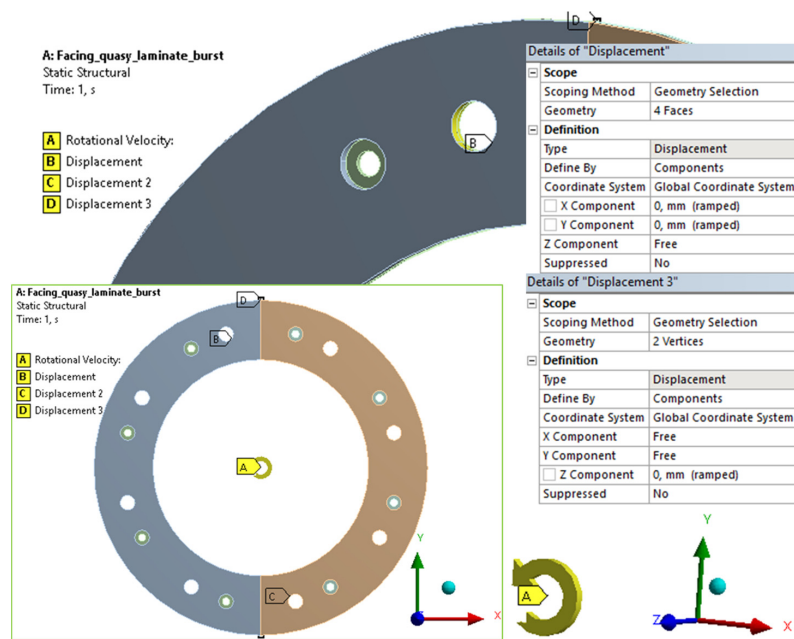 D
A: Facing_quasy_laminate_burst
Static Structural
Time: 1, s
A Rotational Velocity:
B Displacement
C Displacement 2
D Displacement 3
B
Details of "Displacement"
Scope
Scoping Method Geometry Selection
Geometry 4 Faces
Definition
Type Displacement
Define By Components
Coordinate System Global Coordinate System
X Component 0, mm (ramped)
Y Component 0, mm (ramped)
Z Component Free
Suppressed No
Details of "Displacement 3"
Scope
Scoping Method Geometry Selection
Geometry 2 Vertices
Definition
Type Displacement
Define By Components
Coordinate System Global Coordinate System
X Component Free
Y Component Free
Z Component 0, mm (ramped)
Suppressed No
A: Facing_quasy_laminate_burst
Static Structural
Time: 1, s
A Rotational Velocity:
B Displacement
C Displacement 2
D Displacement 3
D
B
A
C
Y
X
A
Y
Z
X